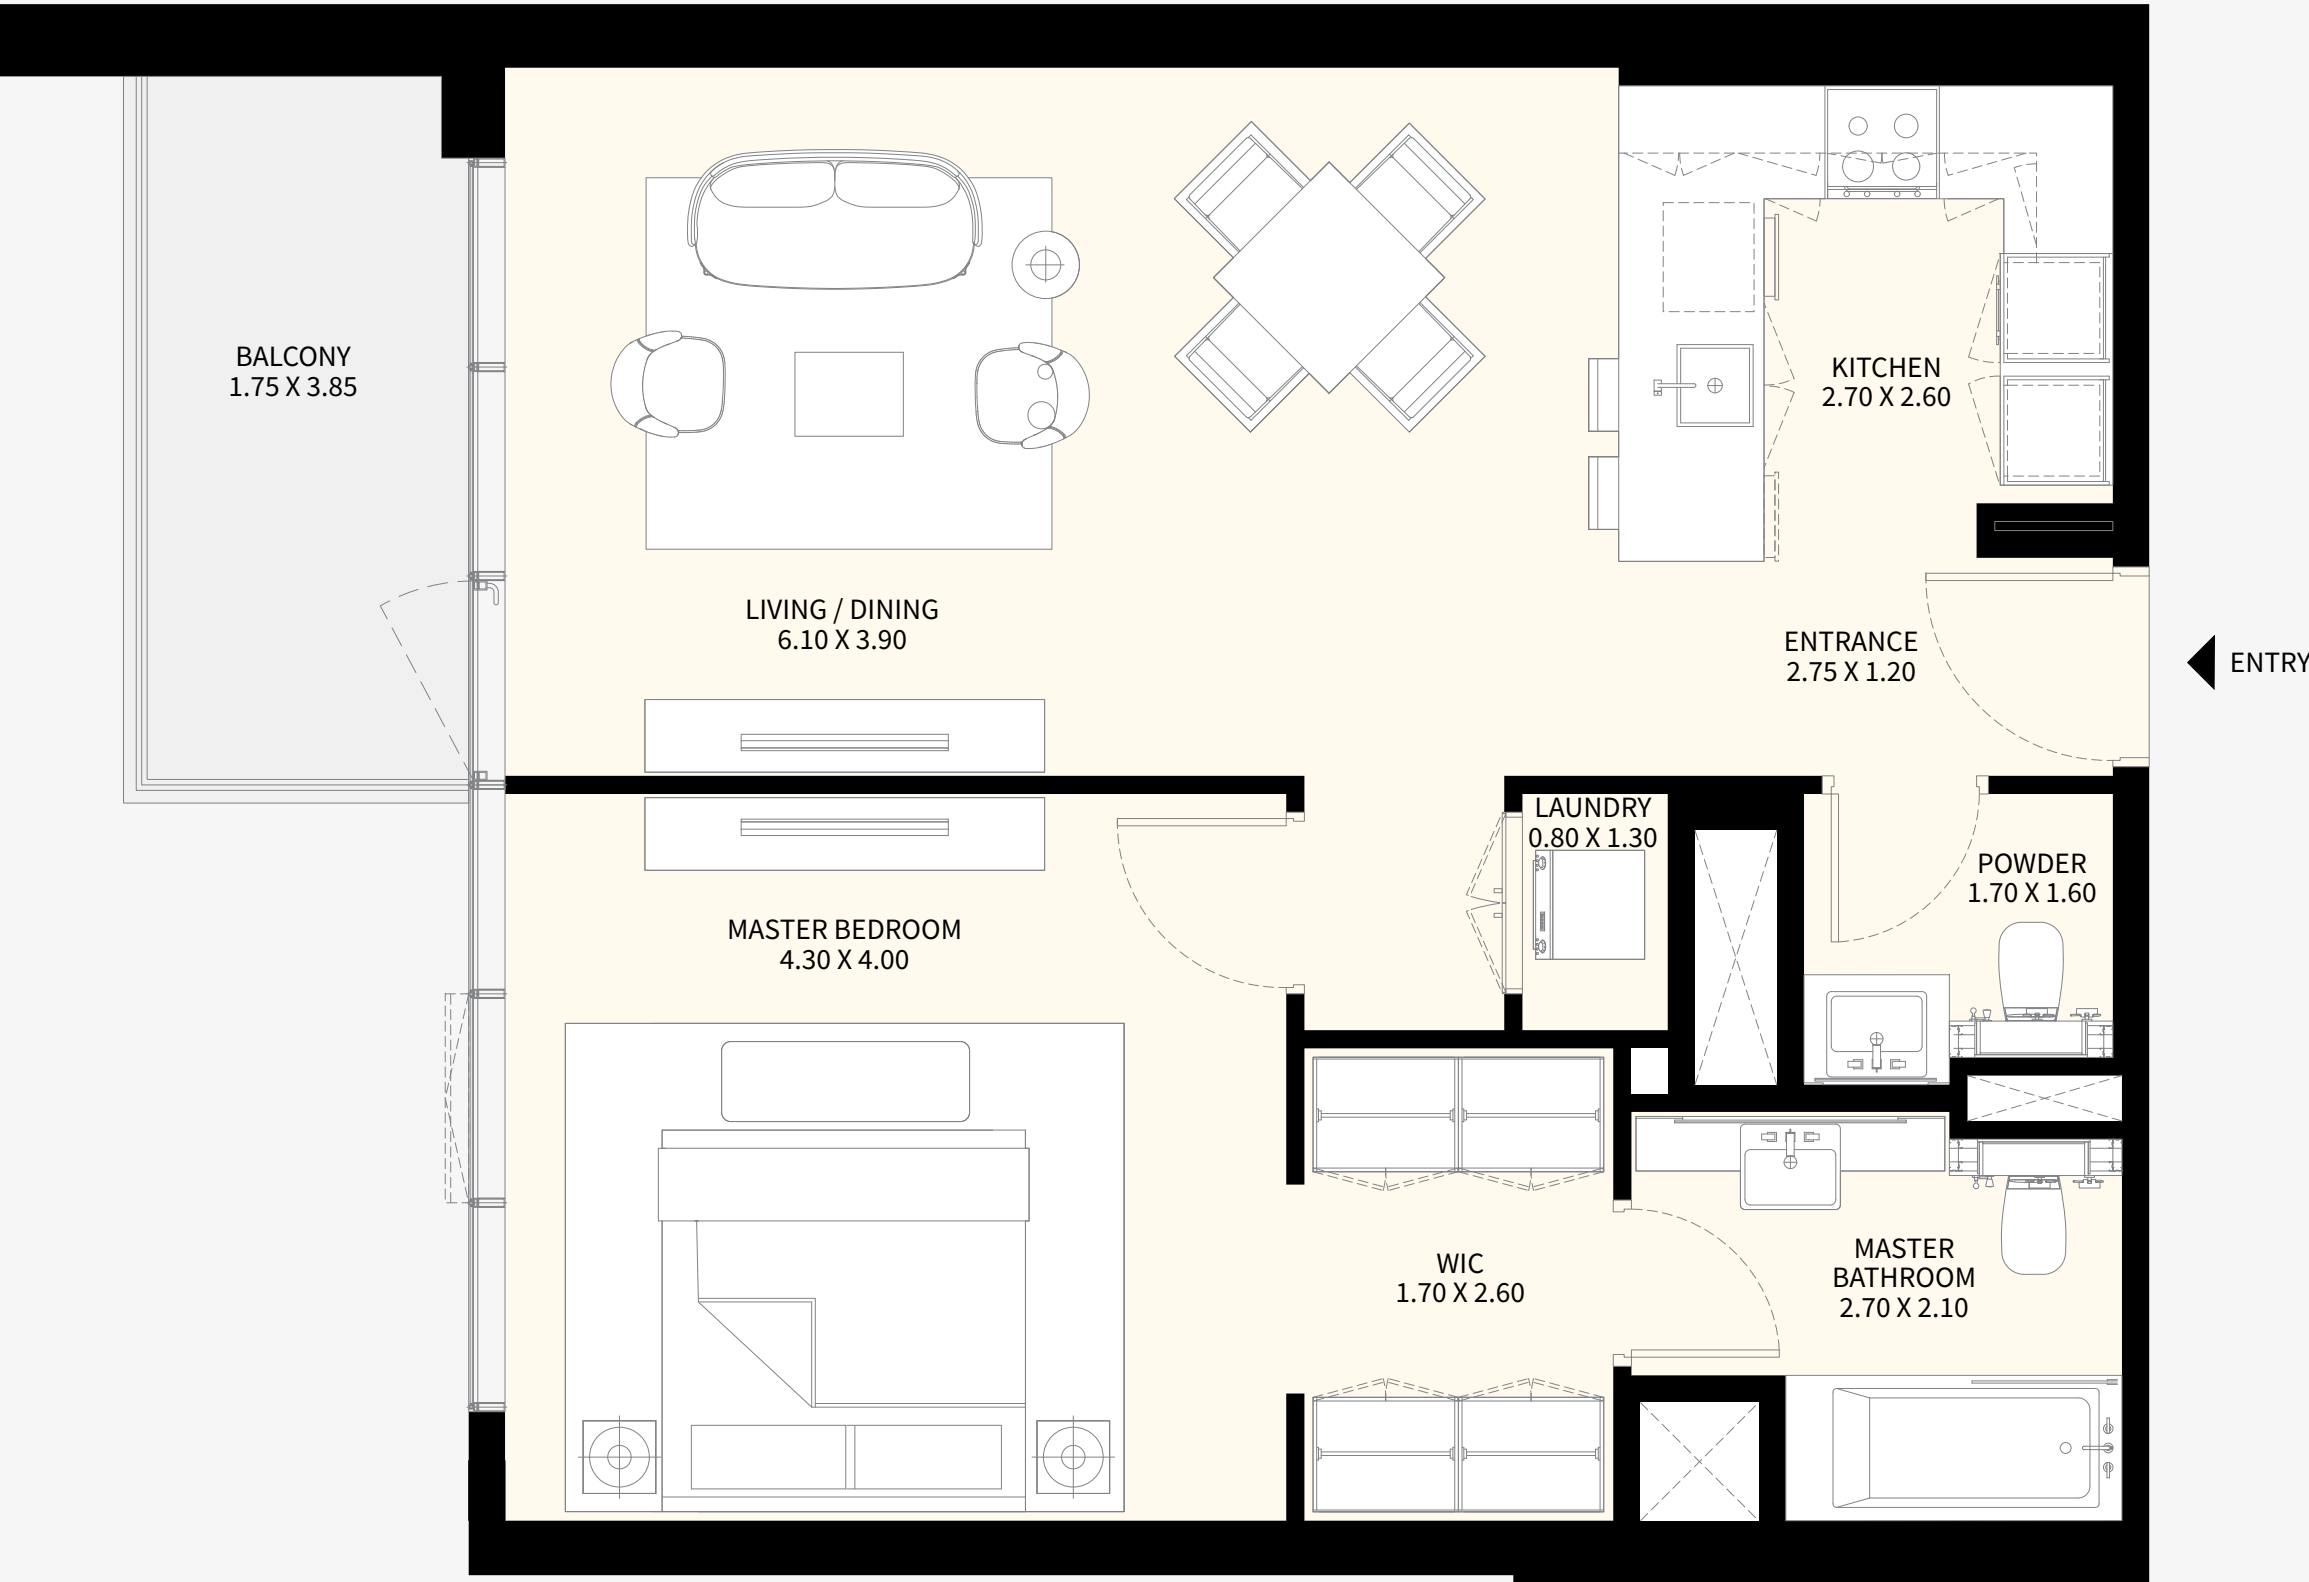 BALCONY
1.75 X 3.85
KITCHEN
2.70 X 2.60
LIVING / DINING
6.10 X 3.90
ENTRANCE
2.75 X 1.20
ENTRY
LAUNDRY
0.80 X 1.30
POWDER
1.70 X 1.60
MASTER BEDROOM
4.30 X 4.00
WIC
1.70 X 2.60
MASTER
BATHROOM
2.70 X 2.10